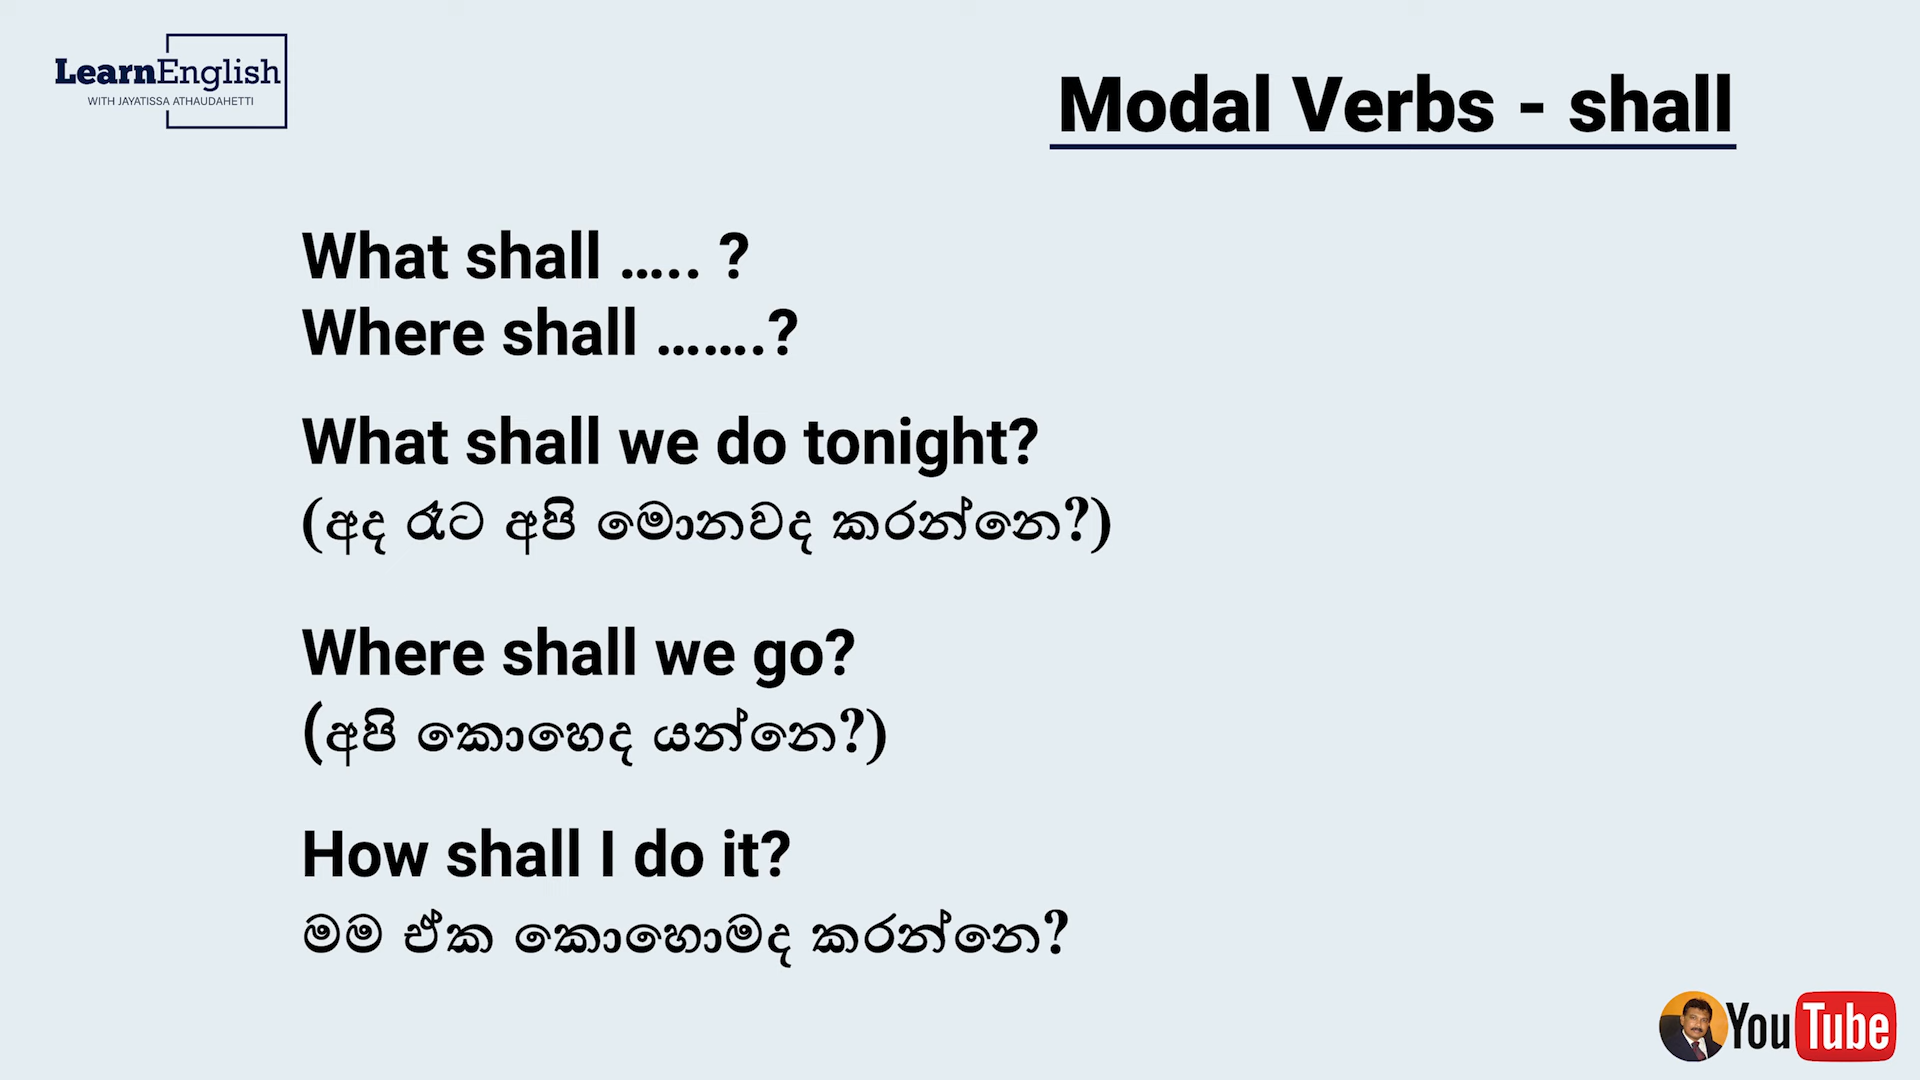 LearnEnglish
WITH JAYATISSA ATHAUDAHETTI
Modal Verbs - shall
What shall ..... ?
Where shall .......?
What shall we do tonight?
(අද රෑට අපි මොනවද කරන්නෙ?)
Where shall we go?
(අපි කොහෙද යන්නෙ?)
How shall I do it?
මම ඒක කොහොමද කරන්නෙ?
YouTube